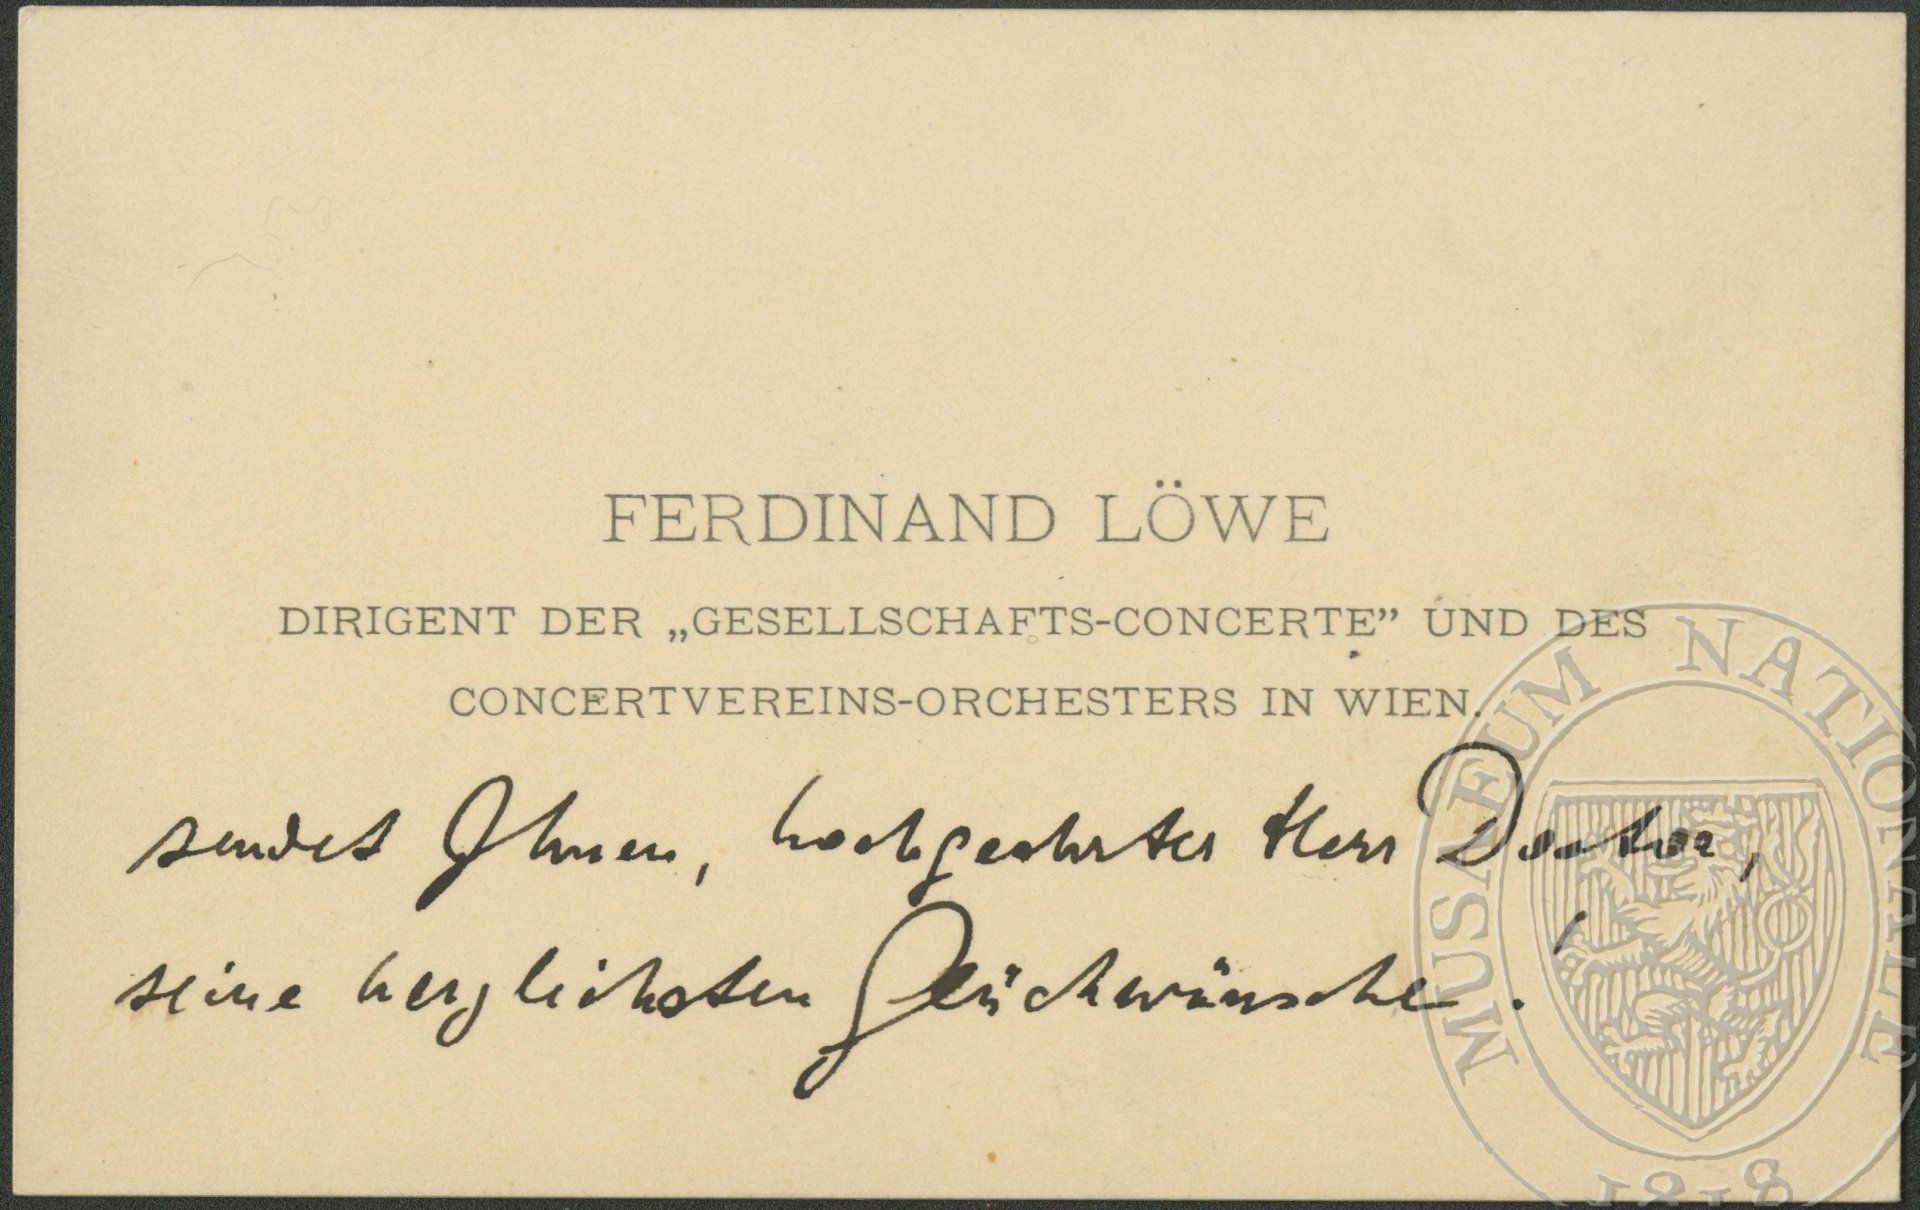 FERDINAND LÖWE
DIRIGENT DER „GESELLSCHAFTS-CONCERTE” UND DES
CONCERTVEREINS-ORCHESTERS IN WIEN.
sendet Ihnen, hochgeehrter Herr Doctor,
seine herzlichsten Glückwünsche.
MUSAEUM NATIONALE
1818